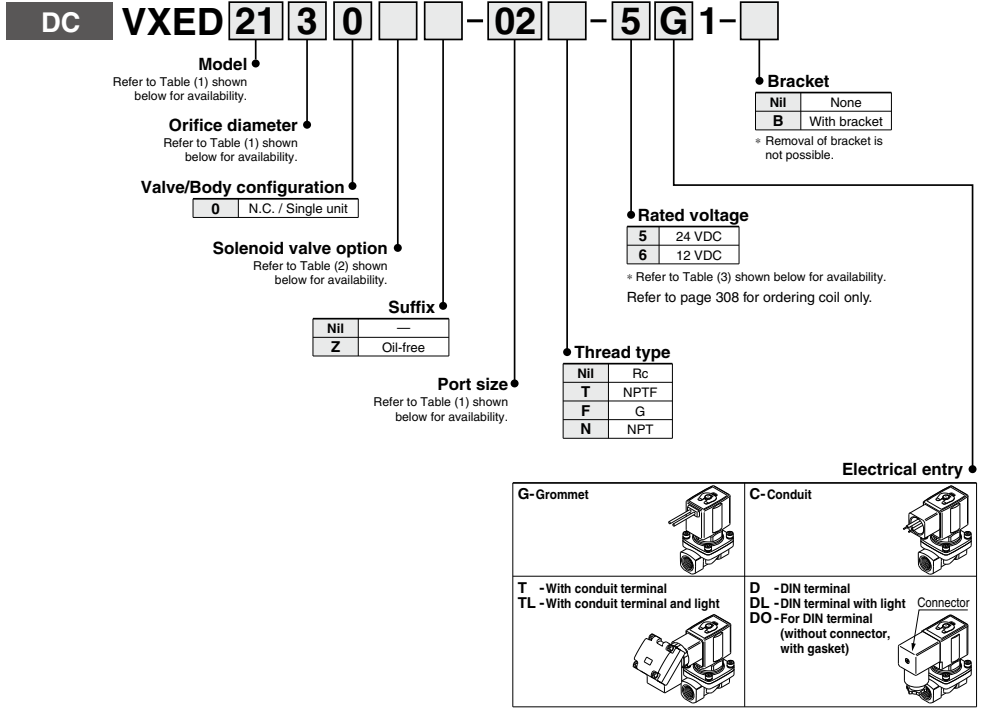 DC VXED 21 3 0 - 02 - 5 G 1 -
Model
Refer to Table (1) shown
below for availability.
Orifice diameter
Refer to Table (1) shown
below for availability.
Valve/Body configuration
0 N.C. / Single unit
Solenoid valve option
Refer to Table (2) shown
below for availability.
Suffix
Nil —
Z Oil-free
Port size
Refer to Table (1) shown
below for availability.
Thread type
Nil Rc
T NPTF
F G
N NPT
Rated voltage
5 24 VDC
6 12 VDC
∗ Refer to Table (3) shown below for availability.
Refer to page 308 for ordering coil only.
Bracket
Nil None
B With bracket
∗ Removal of bracket is
not possible.
Electrical entry
G-Grommet
C-Conduit
T -With conduit terminal
TL -With conduit terminal and light
D -DIN terminal
DL -DIN terminal with light
DO-For DIN terminal
(without connector,
with gasket)
Connector